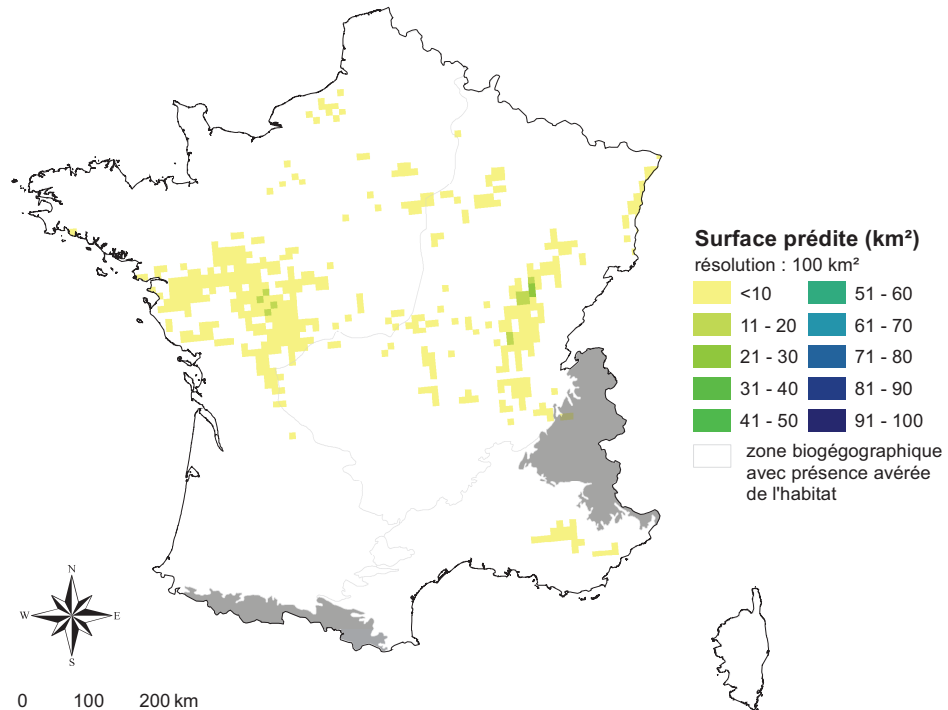 Surface prédite (km²)
résolution : 100 km²
<10
51 - 60
11 - 20
61 - 70
21 - 30
71 - 80
31 - 40
81 - 90
41 - 50
91 - 100
zone biogégographique
avec présence avérée
de l'habitat
N
W
E
S
0 100 200 km